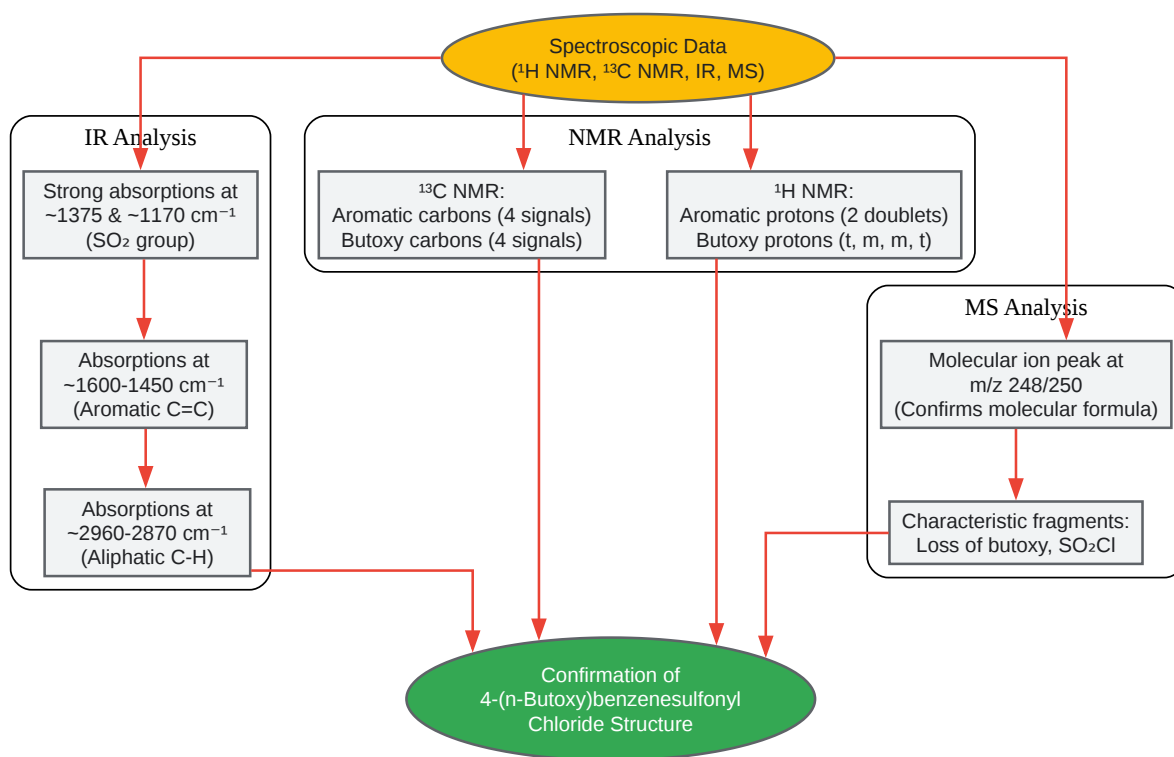 Spectroscopic Data
(¹H NMR, ¹³C NMR, IR, MS)
IR Analysis
Strong absorptions at
~1375 & ~1170 cm⁻¹
(SO₂ group)
Absorptions at
~1600-1450 cm⁻¹
(Aromatic C=C)
Absorptions at
~2960-2870 cm⁻¹
(Aliphatic C-H)
NMR Analysis
¹³C NMR:
Aromatic carbons (4 signals)
Butoxy carbons (4 signals)
¹H NMR:
Aromatic protons (2 doublets)
Butoxy protons (t, m, m, t)
MS Analysis
Molecular ion peak at
m/z 248/250
(Confirms molecular formula)
Characteristic fragments:
Loss of butoxy, SO₂Cl
Confirmation of
4-(n-Butoxy)benzenesulfonyl
Chloride Structure